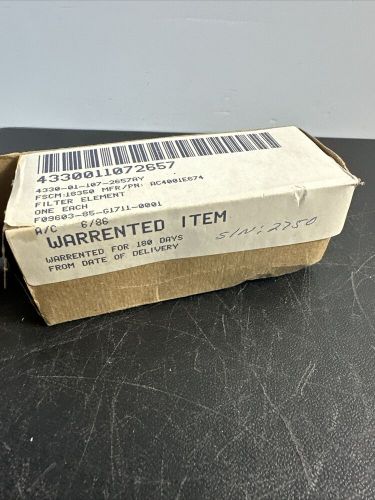 4330011072657
4330-01-107-2657AY
FSCM-18350 MFR/PN: AC4001E674
FILTER ELEMENT
ONE EACH
F09603-85-G1711-0001
A/C 6/86
WARRENTED ITEM
WARRENTED FOR 180 DAYS
FROM DATE OF DELIVERY
S/N: 2750